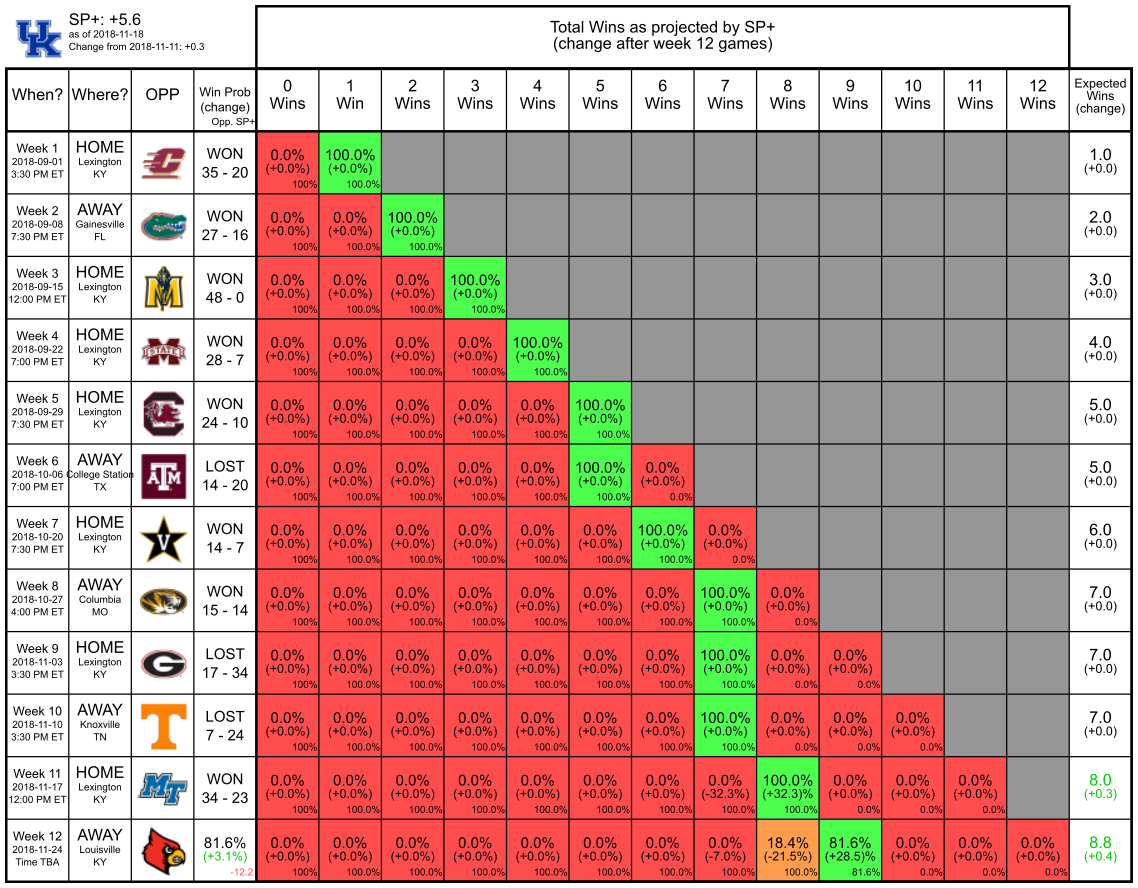 UK
SP+: +5.6
as of 2018-11-18
Change from 2018-11-11: +0.3
Total Wins as projected by SP+
(change after week 12 games)
When? Where? OPP Win Prob (change) Opp. SP+ 0 Wins 1 Win 2 Wins 3 Wins 4 Wins 5 Wins 6 Wins 7 Wins 8 Wins 9 Wins 10 Wins 11 Wins 12 Wins Expected Wins (change)
Week 1 HOME C WON 0.0% 100.0% 1.0
2018-09-01 Lexington 35 - 20 (+0.0%) (+0.0%) (+0.0)
3:30 PM ET KY 100% 100.0%
Week 2 AWAY WON 0.0% 0.0% 100.0% 2.0
2018-09-08 Gainesville 27 - 16 (+0.0%) (+0.0%) (+0.0%) (+0.0)
7:30 PM ET FL 100% 100.0% 100.0%
Week 3 HOME M WON 0.0% 0.0% 0.0% 100.0% 3.0
2018-09-15 Lexington 48 - 0 (+0.0%) (+0.0%) (+0.0%) (+0.0%) (+0.0)
12:00 PM ET KY 100% 100.0% 100.0% 100.0%
Week 4 HOME STATE WON 0.0% 0.0% 0.0% 0.0% 100.0% 4.0
2018-09-22 Lexington 28 - 7 (+0.0%) (+0.0%) (+0.0%) (+0.0%) (+0.0%) (+0.0)
7:00 PM ET KY 100% 100.0% 100.0% 100.0% 100.0%
Week 5 HOME C WON 0.0% 0.0% 0.0% 0.0% 0.0% 100.0% 5.0
2018-09-29 Lexington 24 - 10 (+0.0%) (+0.0%) (+0.0%) (+0.0%) (+0.0%) (+0.0%) (+0.0)
7:30 PM ET KY 100% 100.0% 100.0% 100.0% 100.0% 100.0%
Week 6 AWAY ATM LOST 0.0% 0.0% 0.0% 0.0% 0.0% 100.0% 0.0% 5.0
2018-10-06 College Station 14 - 20 (+0.0%) (+0.0%) (+0.0%) (+0.0%) (+0.0%) (+0.0%) (+0.0%) (+0.0)
7:00 PM ET TX 100% 100.0% 100.0% 100.0% 100.0% 100.0% 0.0%
Week 7 HOME V WON 0.0% 0.0% 0.0% 0.0% 0.0% 0.0% 100.0% 0.0% 6.0
2018-10-20 Lexington 14 - 7 (+0.0%) (+0.0%) (+0.0%) (+0.0%) (+0.0%) (+0.0%) (+0.0%) (+0.0%) (+0.0)
7:30 PM ET KY 100% 100.0% 100.0% 100.0% 100.0% 100.0% 100.0% 0.0%
Week 8 AWAY WON 0.0% 0.0% 0.0% 0.0% 0.0% 0.0% 0.0% 100.0% 0.0% 7.0
2018-10-27 Columbia 15 - 14 (+0.0%) (+0.0%) (+0.0%) (+0.0%) (+0.0%) (+0.0%) (+0.0%) (+0.0%) (+0.0%) (+0.0)
4:00 PM ET MO 100% 100.0% 100.0% 100.0% 100.0% 100.0% 100.0% 100.0% 0.0%
Week 9 HOME G LOST 0.0% 0.0% 0.0% 0.0% 0.0% 0.0% 0.0% 100.0% 0.0% 0.0% 7.0
2018-11-03 Lexington 17 - 34 (+0.0%) (+0.0%) (+0.0%) (+0.0%) (+0.0%) (+0.0%) (+0.0%) (+0.0%) (+0.0%) (+0.0%) (+0.0)
3:30 PM ET KY 100% 100.0% 100.0% 100.0% 100.0% 100.0% 100.0% 100.0% 0.0% 0.0%
Week 10 AWAY T LOST 0.0% 0.0% 0.0% 0.0% 0.0% 0.0% 0.0% 100.0% 0.0% 0.0% 0.0% 7.0
2018-11-10 Knoxville 7 - 24 (+0.0%) (+0.0%) (+0.0%) (+0.0%) (+0.0%) (+0.0%) (+0.0%) (+0.0%) (+0.0%) (+0.0%) (+0.0%) (+0.0)
3:30 PM ET TN 100% 100.0% 100.0% 100.0% 100.0% 100.0% 100.0% 100.0% 0.0% 0.0% 0.0%
Week 11 HOME MT WON 0.0% 0.0% 0.0% 0.0% 0.0% 0.0% 0.0% 0.0% 100.0% 0.0% 0.0% 0.0% 8.0
2018-11-17 Lexington 34 - 23 (+0.0%) (+0.0%) (+0.0%) (+0.0%) (+0.0%) (+0.0%) (+0.0%) (-32.3%) (+32.3)% (+0.0%) (+0.0%) (+0.0%) (+0.3)
12:00 PM ET KY 100% 100.0% 100.0% 100.0% 100.0% 100.0% 100.0% 100.0% 100.0% 0.0% 0.0% 0.0%
Week 12 AWAY 81.6% 0.0% 0.0% 0.0% 0.0% 0.0% 0.0% 0.0% 0.0% 18.4% 81.6% 0.0% 0.0% 0.0% 8.8
2018-11-24 Louisville (+3.1%) (+0.0%) (+0.0%) (+0.0%) (+0.0%) (+0.0%) (+0.0%) (+0.0%) (-7.0%) (-21.5%) (+28.5)% (+0.0%) (+0.0%) (+0.0%) (+0.4)
Time TBA KY -12.2 100% 100.0% 100.0% 100.0% 100.0% 100.0% 100.0% 100.0% 100.0% 81.6% 0.0% 0.0% 0.0%